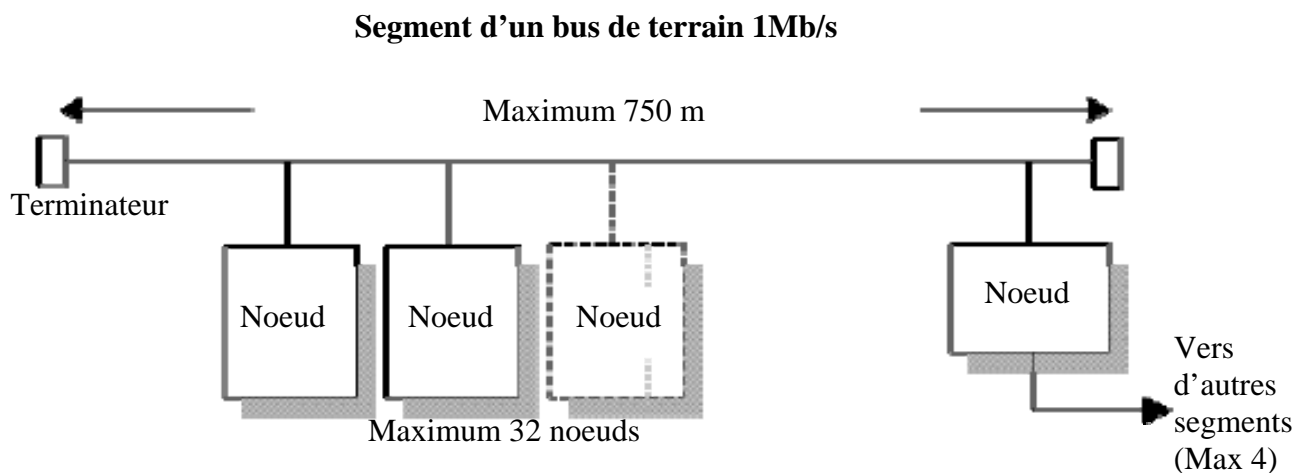 Segment d'un bus de terrain 1Mb/s
Maximum 750 m
Terminateur
Noeud
Noeud
Noeud
Noeud
Maximum 32 noeuds
Vers
d'autres
segments
(Max 4)